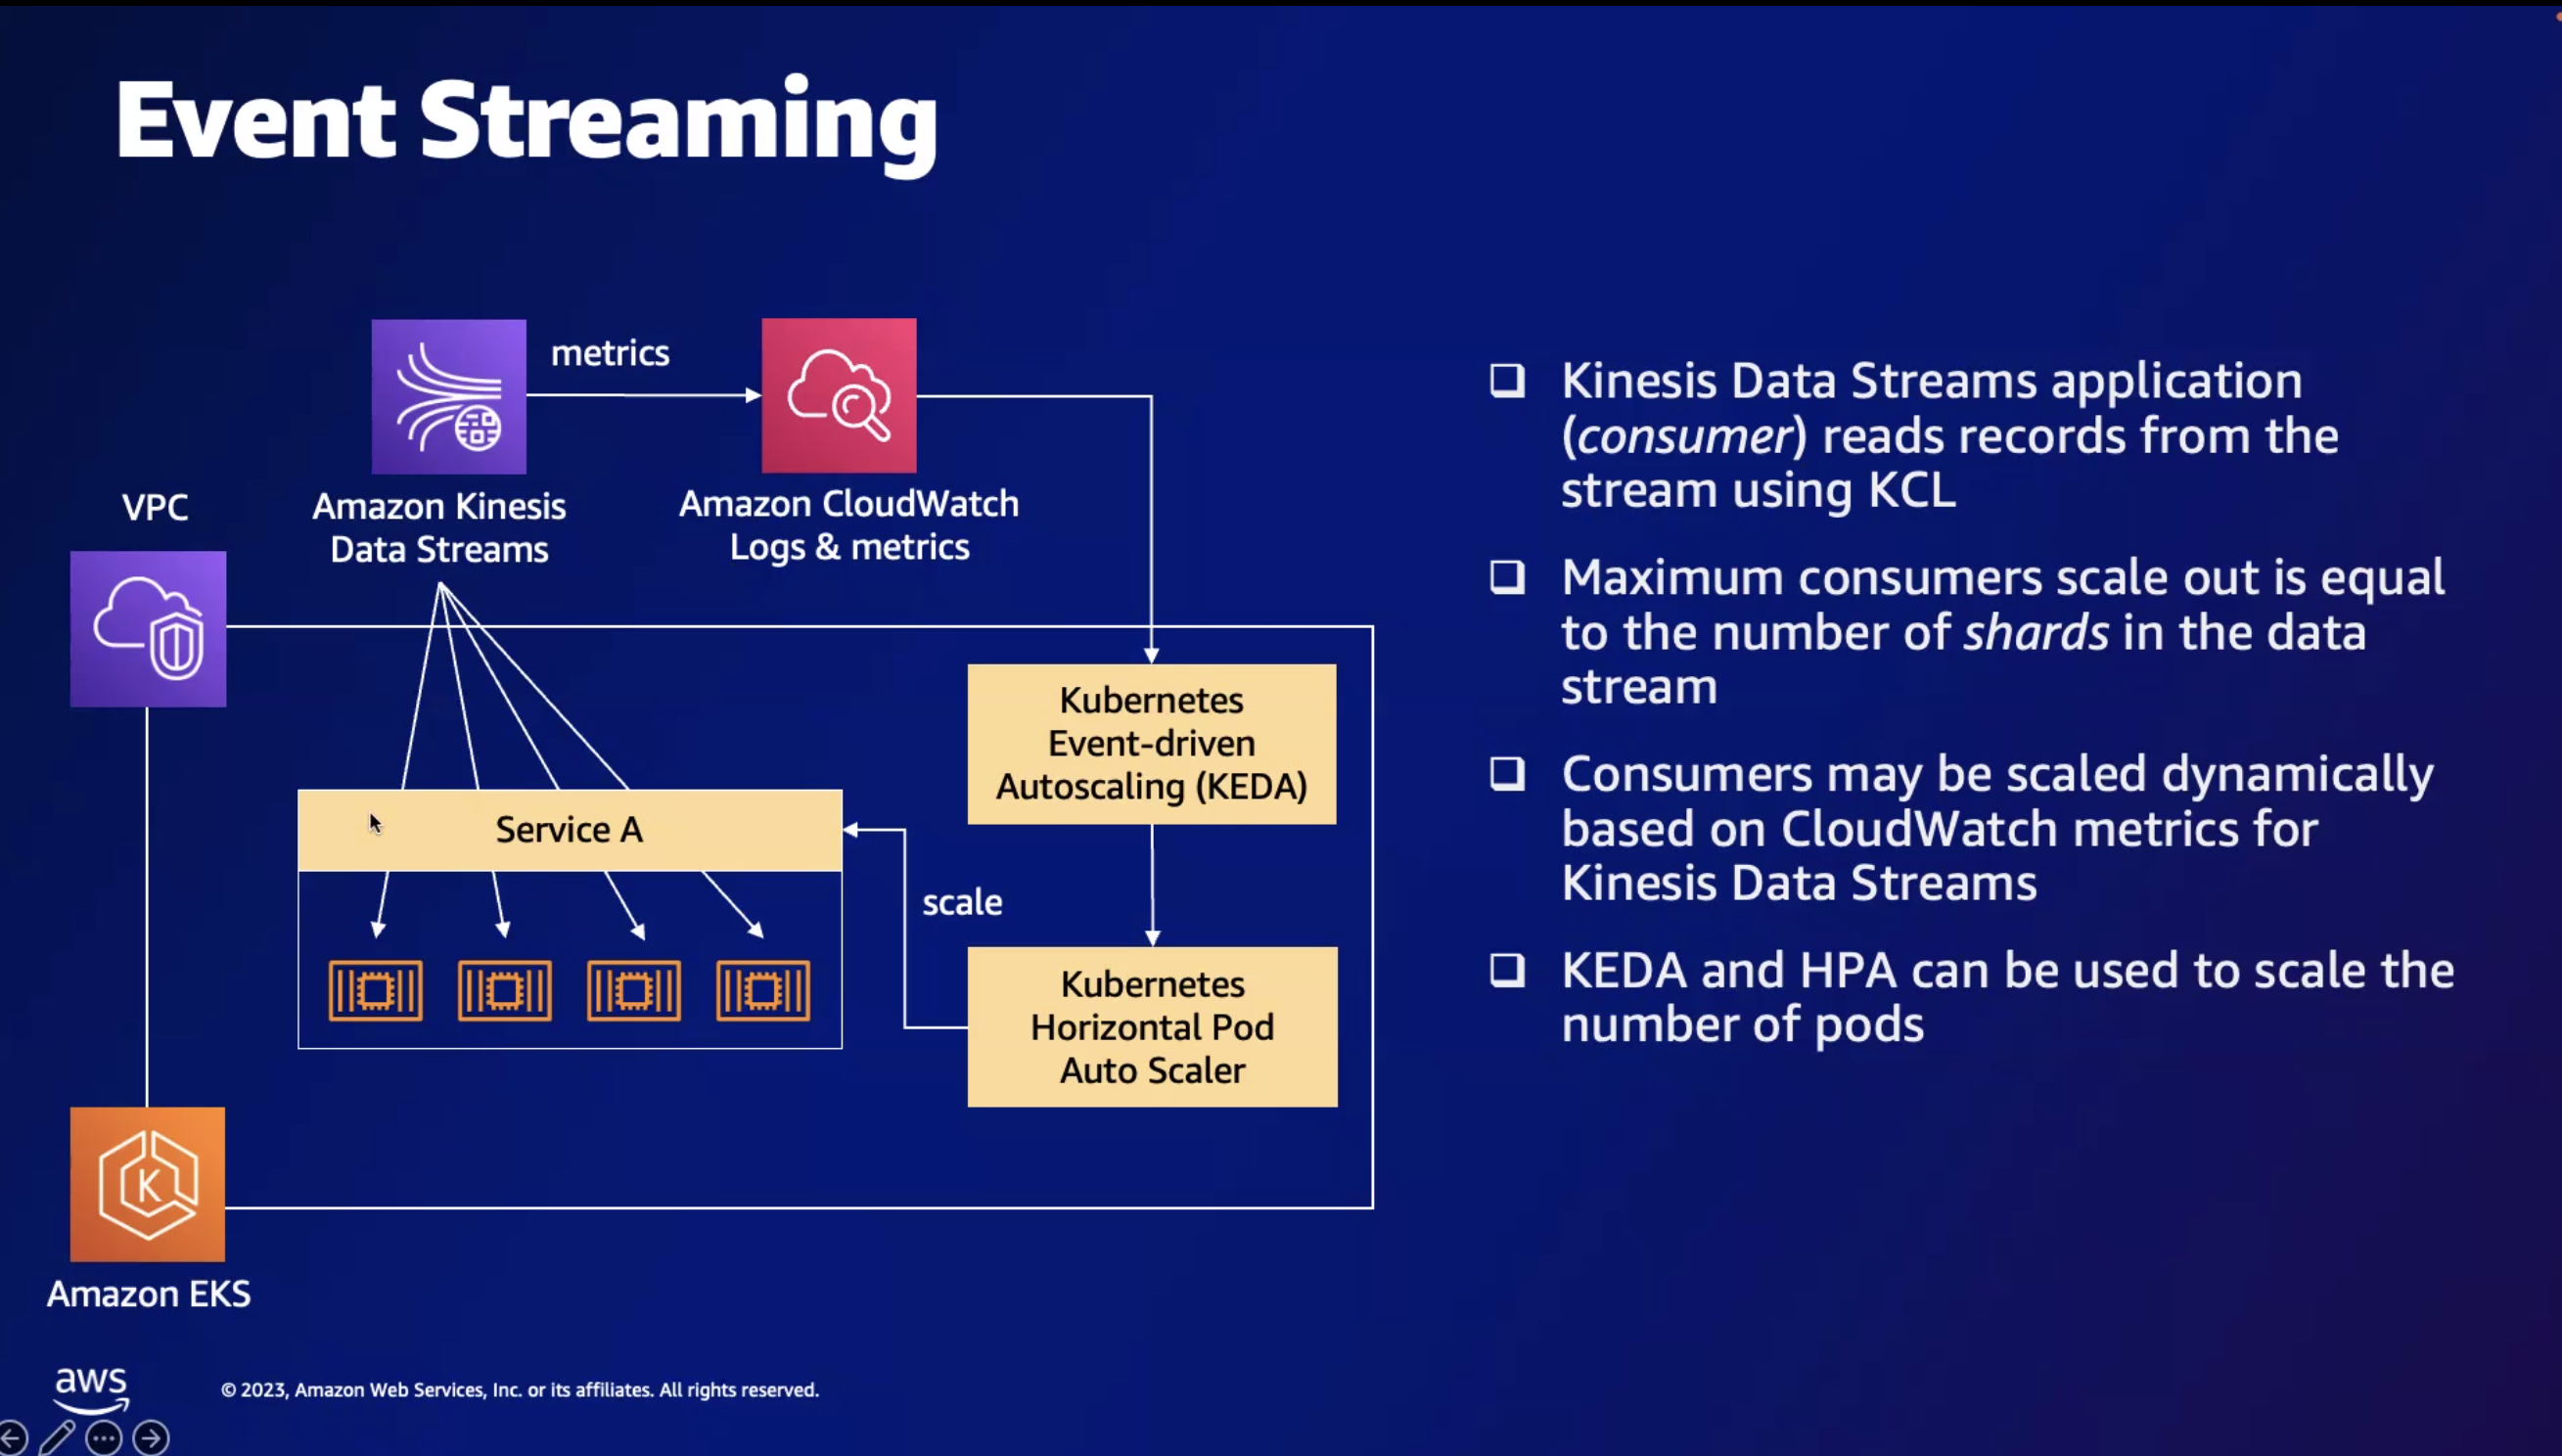 Event Streaming
metrics
VPC
Amazon Kinesis
Data Streams
Amazon CloudWatch
Logs & metrics
Kubernetes
Event-driven
Autoscaling (KEDA)
Service A
scale
Kubernetes
Horizontal Pod
Auto Scaler
K
Amazon EKS
Kinesis Data Streams application
(consumer) reads records from the
stream using KCL
Maximum consumers scale out is equal
to the number of shards in the data
stream
Consumers may be scaled dynamically
based on CloudWatch metrics for
Kinesis Data Streams
KEDA and HPA can be used to scale the
number of pods
aws
© 2023, Amazon Web Services, Inc. or its affiliates. All rights reserved.